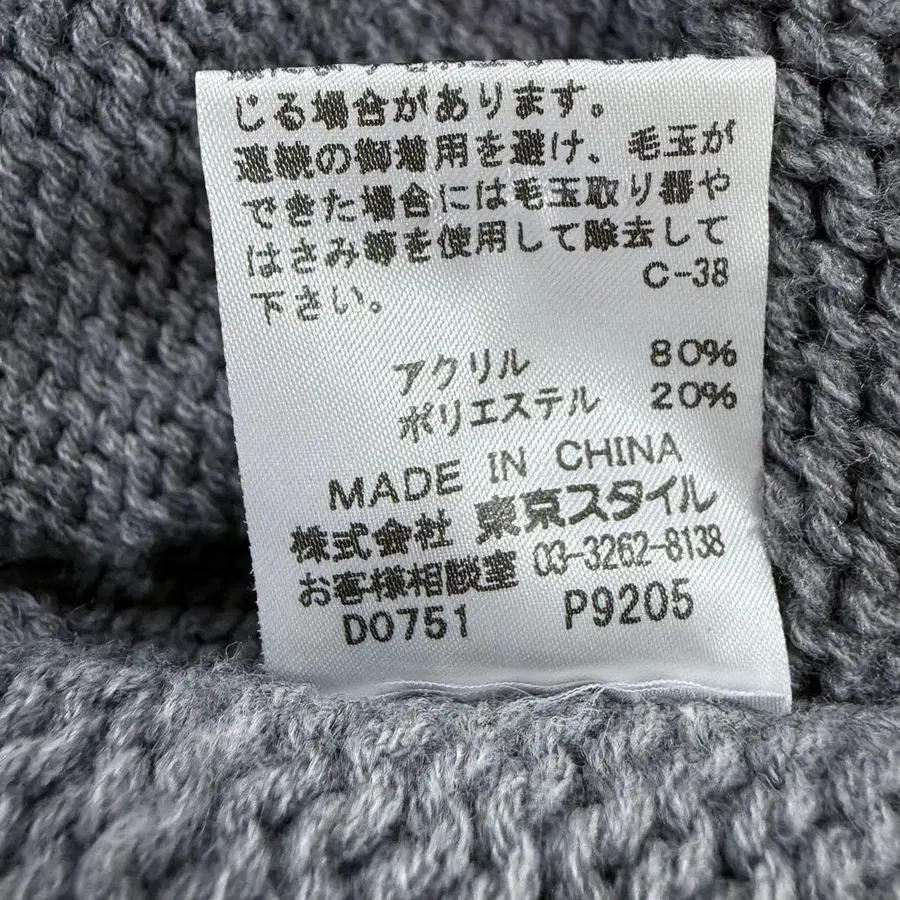 じる場合があります。
連続の御着用を避け、毛玉が
できた場合には毛玉取り器や
はさみ等を使用して除去して
下さい。
C-38
アクリル 80%
ポリエステル 20%
MADE IN CHINA
株式会社 東京スタイル
お客様相談室 03-3262-8138
D0751 P9205